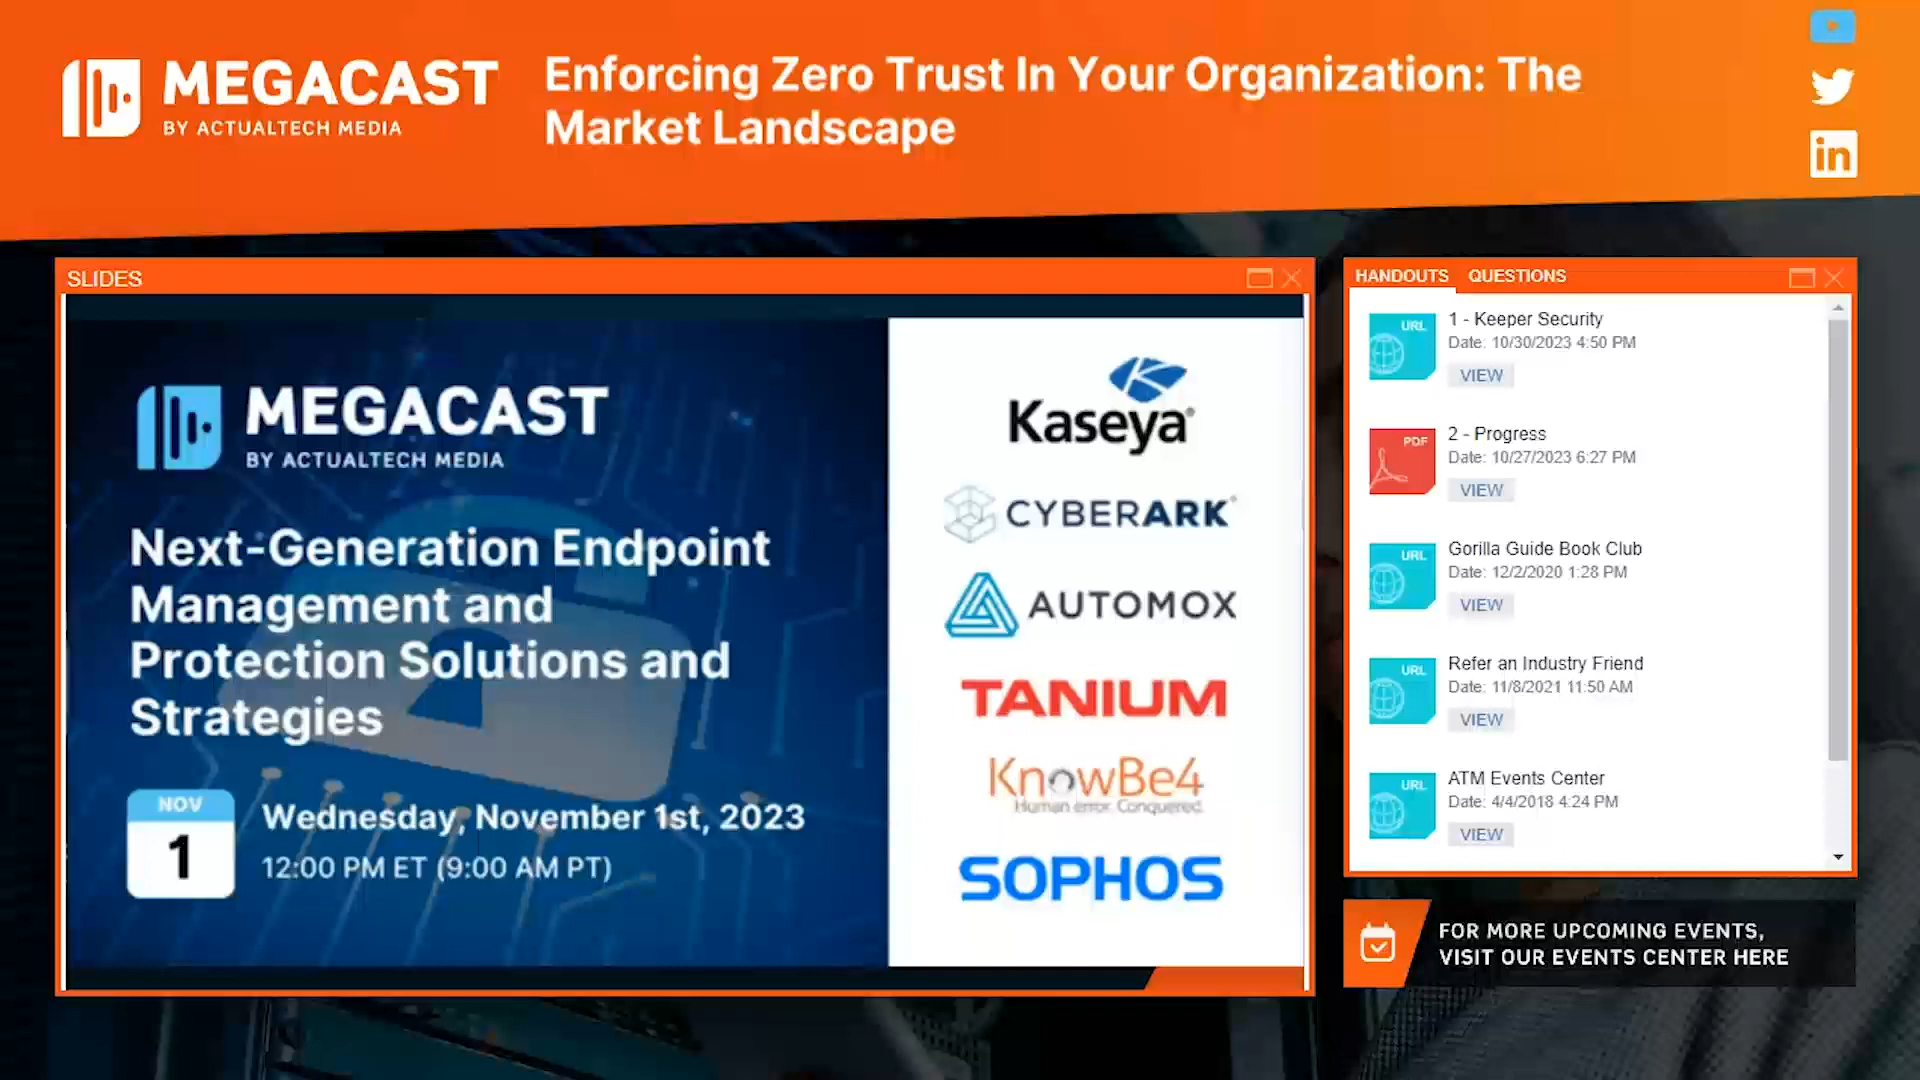 MEGACAST
BY ACTUALTECH MEDIA
Enforcing Zero Trust In Your Organization: The
Market Landscape
in
SLIDES
MEGACAST
BY ACTUALTECH MEDIA
Next-Generation Endpoint
Management and
Protection Solutions and
Strategies
NOV
1
Wednesday, November 1st, 2023
12:00 PM ET (9:00 AM PT)
Kaseya
CYBERARK
AUTOMOX
TANIUM
KnowBe4
Human error. Conquered.
SOPHOS
HANDOUTS QUESTIONS
URL
1 - Keeper Security
Date: 10/30/2023 4:50 PM
VIEW
PDF
2 - Progress
Date: 10/27/2023 6:27 PM
VIEW
URL
Gorilla Guide Book Club
Date: 12/2/2020 1:28 PM
VIEW
URL
Refer an Industry Friend
Date: 11/8/2021 11:50 AM
VIEW
URL
ATM Events Center
Date: 4/4/2018 4:24 PM
VIEW
FOR MORE UPCOMING EVENTS,
VISIT OUR EVENTS CENTER HERE